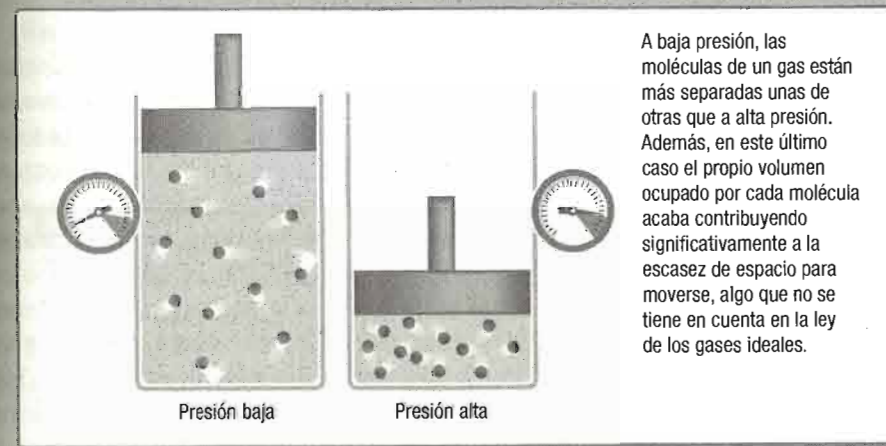 A baja presión, las
moléculas de un gas están
más separadas unas de
otras que a alta presión.
Además, en este último
caso el propio volumen
ocupado por cada molécula
acaba contribuyendo
significativamente a la
escasez de espacio para
moverse, algo que no se
tiene en cuenta en la ley
de los gases ideales.
Presión baja
Presión alta